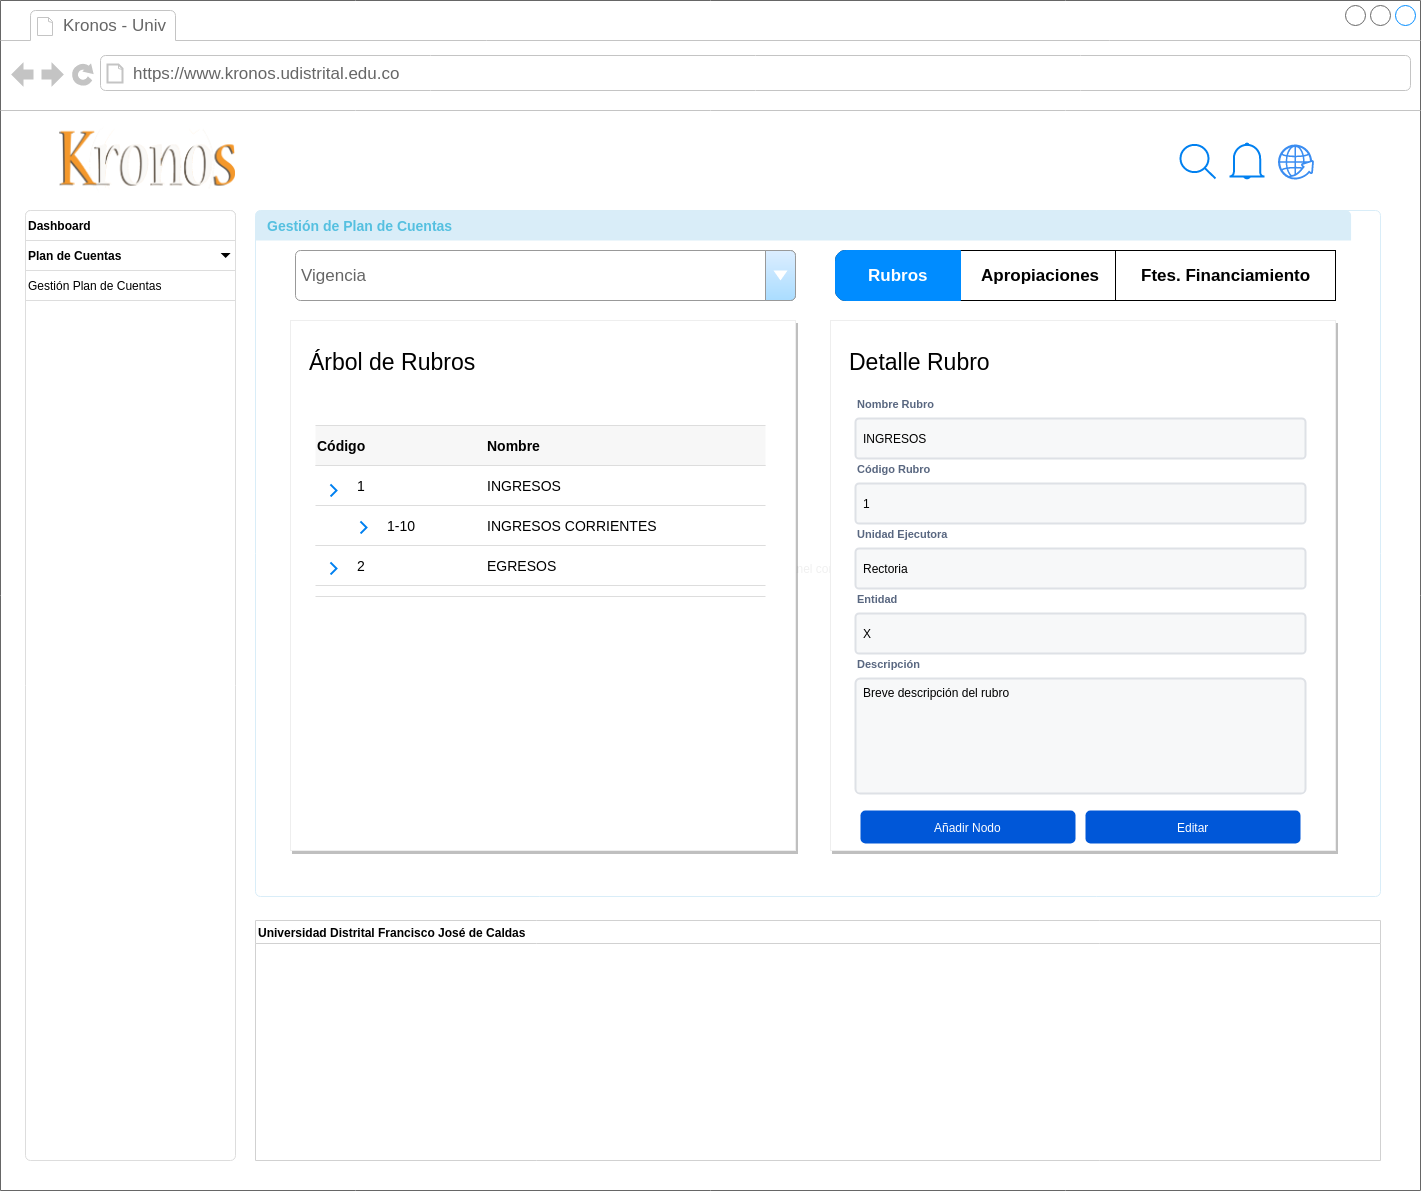 Kronos - Univ
https://www.kronos.udistrital.edu.co
Kronos
Dashboard
Plan de Cuentas
Gestión Plan de Cuentas
Gestión de Plan de Cuentas
Vigencia
Rubros Apropiaciones Ftes. Financiamiento
Árbol de Rubros
Código Nombre
1 INGRESOS
1-10 INGRESOS CORRIENTES
2 EGRESOS
Detalle Rubro
Nombre Rubro
INGRESOS
Código Rubro
1
Unidad Ejecutora
Rectoria
Entidad
X
Descripción
Breve descripción del rubro
Añadir Nodo Editar
Universidad Distrital Francisco José de Caldas